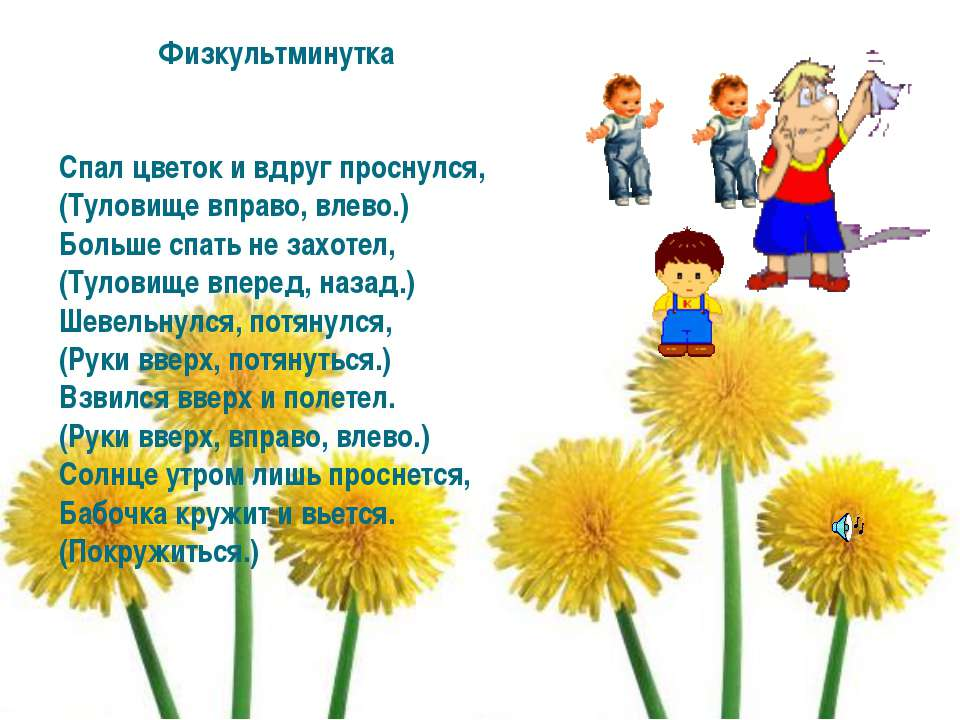 Физкультминутка
Спал цветок и вдруг проснулся,
(Туловище вправо, влево.)
Больше спать не захотел,
(Туловище вперед, назад.)
Шевельнулся, потянулся,
(Руки вверх, потянуться.)
Взвился вверх и полетел.
(Руки вверх, вправо, влево.)
Солнце утром лишь проснется,
Бабочка кружит и вьется.
(Покружиться.)